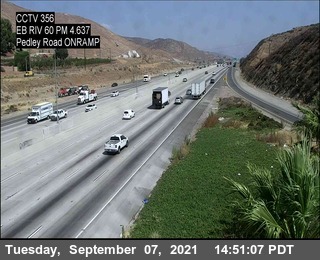 CCTV 356
EB RIV 60 PM 4.637
Pedley Road ONRAMP
Tuesday, September 07, 2021 14:51:07 PDT